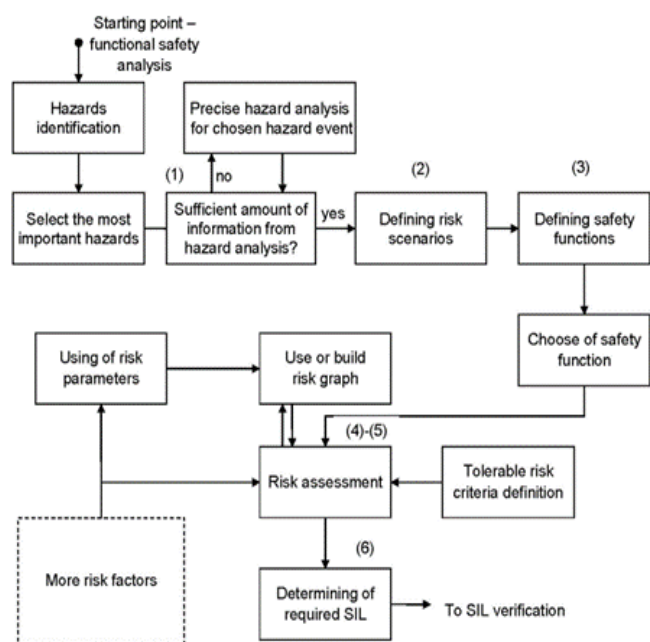 Starting point –
functional safety
analysis
Hazards
identification
Precise hazard analysis
for chosen hazard event
(1)
no
(2)
(3)
Select the most
important hazards
Sufficient amount of
information from
hazard analysis?
yes
Defining risk
scenarios
Defining safety
functions
Using of risk
parameters
Use or build
risk graph
Choose of safety
function
(4)-(5)
Risk assessment
Tolerable risk
criteria definition
More risk factors
(6)
Determining of
required SIL
To SIL verification